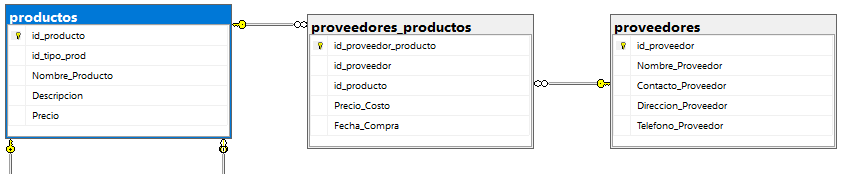 productos
id_producto
id_tipo_prod
Nombre_Producto
Descripcion
Precio
proveedores_productos
id_proveedor_producto
id_proveedor
id_producto
Precio_Costo
Fecha_Compra
proveedores
id_proveedor
Nombre_Proveedor
Contacto_Proveedor
Direccion_Proveedor
Telefono_Proveedor